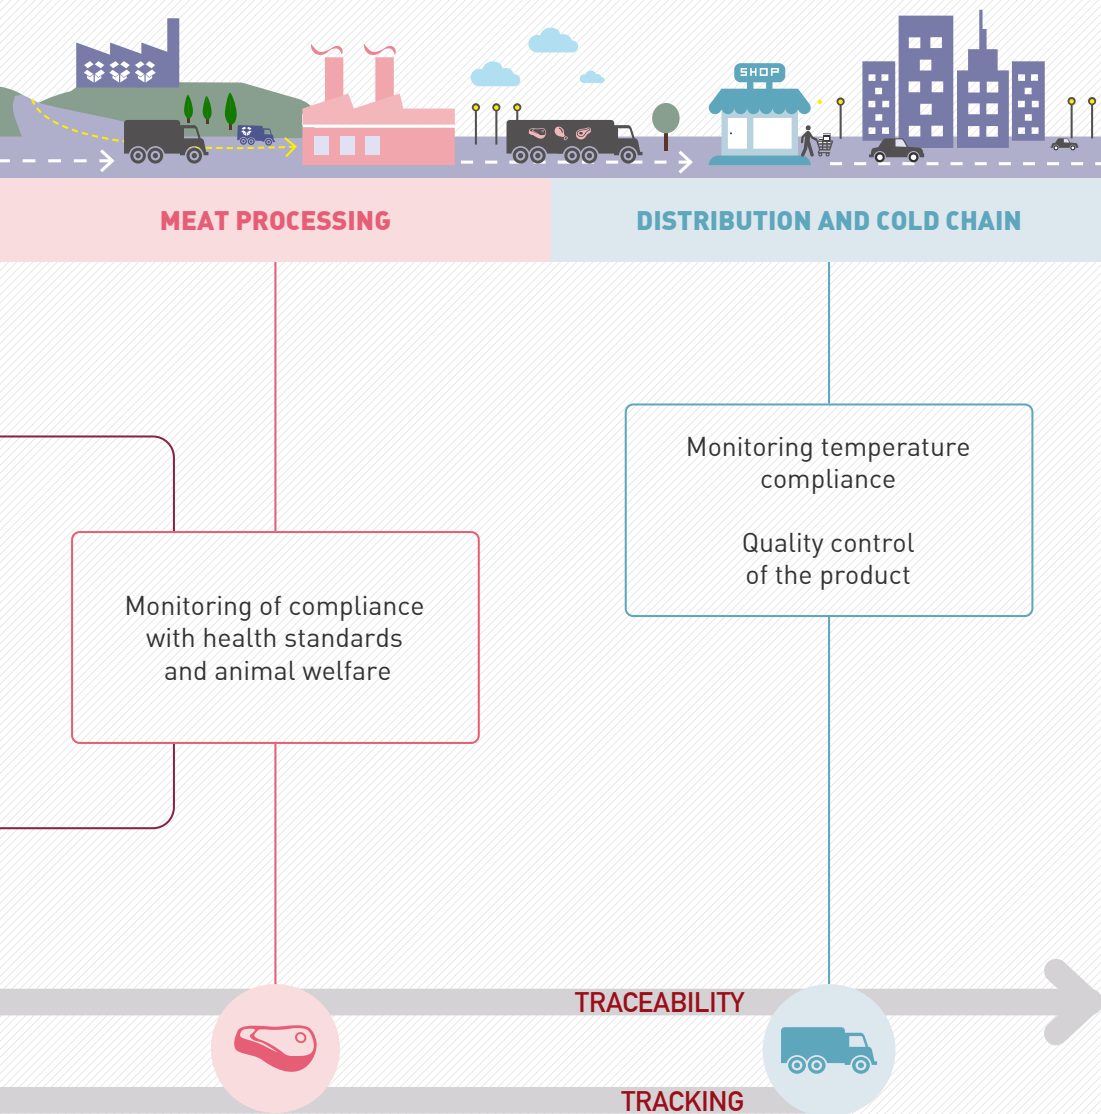 SHOP
MEAT PROCESSING
DISTRIBUTION AND COLD CHAIN
Monitoring temperature
compliance
Quality control
of the product
Monitoring of compliance
with health standards
and animal welfare
TRACEABILITY
TRACKING